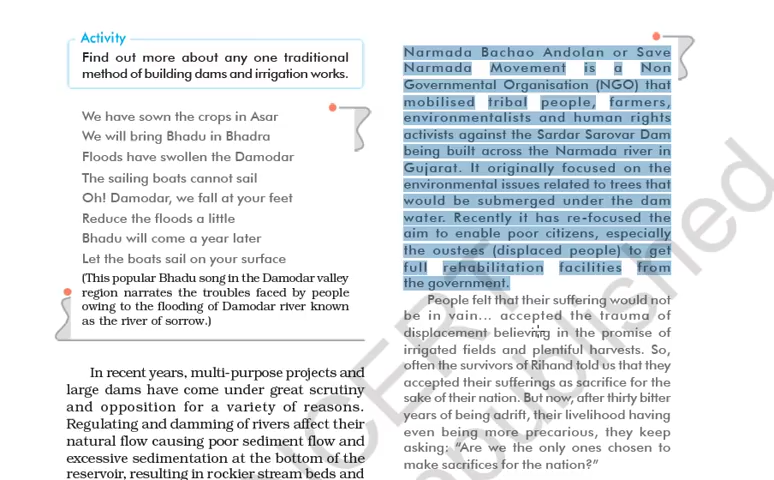 Activity
Find out more about any one traditional
method of building dams and irrigation works.
We have sown the crops in Asar
We will bring Bhadu in Bhadra
Floods have swollen the Damodar
The sailing boats cannot sail
Oh! Damodar, we fall at your feet
Reduce the floods a little
Bhadu will come a year later
Let the boats sail on your surface
(This popular Bhadu song in the Damodar valley
region narrates the troubles faced by people
owing to the flooding of Damodar river known
as the river of sorrow.)
In recent years, multi-purpose projects and
large dams have come under great scrutiny
and opposition for a variety of reasons.
Regulating and damming of rivers affect their
natural flow causing poor sediment flow and
excessive sedimentation at the bottom of the
reservoir, resulting in rockier stream beds and
Narmada Bachao Andolan or Save
Narmada Movement is a Non
Governmental Organisation (NGO) that
mobilised tribal people, farmers,
environmentalists and human rights
activists against the Sardar Sarovar Dam
being built across the Narmada river in
Gujarat. It originally focused on the
environmental issues related to trees that
would be submerged under the dam
water. Recently it has re-focused the
aim to enable poor citizens, especially
the oustees (displaced people) to get
full rehabilitation facilities from
the government.
People felt that their suffering would not
be in vain... accepted the trauma of
displacement believing in the promise of
irrigated fields and plentiful harvests. So,
often the survivors of Rihand told us that they
accepted their sufferings as sacrifice for the
sake of their nation. But now, after thirty bitter
years of being adrift, their livelihood having
even being more precarious, they keep
asking: “Are we the only ones chosen to
make sacrifices for the nation?”